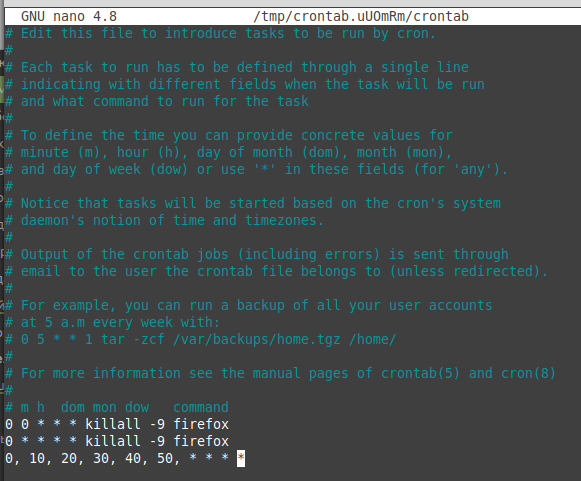 GNU nano 4.8 /tmp/crontab.uUOmRm/crontab
# Edit this file to introduce tasks to be run by cron.
#
# Each task to run has to be defined through a single line
# indicating with different fields when the task will be run
# and what command to run for the task
#
# To define the time you can provide concrete values for
# minute (m), hour (h), day of month (dom), month (mon),
# and day of week (dow) or use '*' in these fields (for 'any').
#
# Notice that tasks will be started based on the cron's system
# daemon's notion of time and timezones.
#
# Output of the crontab jobs (including errors) is sent through
# email to the user the crontab file belongs to (unless redirected).
#
# For example, you can run a backup of all your user accounts
# at 5 a.m every week with:
# 0 5 * * 1 tar -zcf /var/backups/home.tgz /home/
#
# For more information see the manual pages of crontab(5) and cron(8)
#
# m h  dom mon dow   command
0 0 * * * killall -9 firefox
0 * * * * killall -9 firefox
0, 10, 20, 30, 40, 50, * * * *